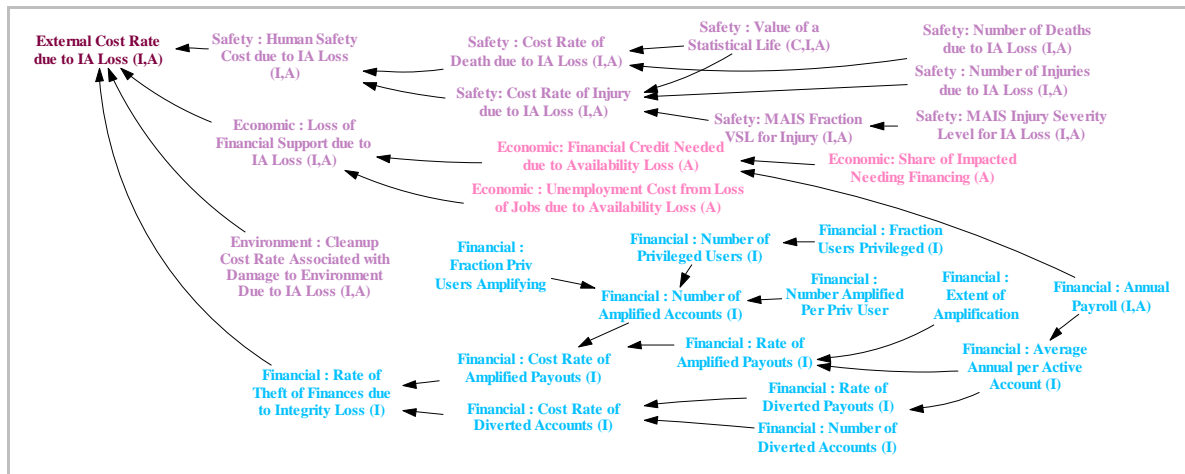 External Cost Rate
due to IA Loss (I,A)
Safety : Human Safety
Cost due to IA Loss
(I,A)
Safety : Cost Rate of
Death due to IA Loss (I,A)
Safety : Value of a
Statistical Life (C,I,A)
Safety: Number of Deaths
due to IA Loss (I,A)
Safety : Number of Injuries
due to IA Loss (I,A)
Safety: Cost Rate of Injury
due to IA Loss (I,A)
Safety: MAIS Fraction
VSL for Injury (I,A)
Safety: MAIS Injury Severity
Level for IA Loss (I,A)
Economic : Loss of
Financial Support due to
IA Loss (I,A)
Economic: Financial Credit Needed
due to Availability Loss (A)
Economic: Share of Impacted
Needing Financing (A)
Economic : Unemployment Cost from Loss
of Jobs due to Availability Loss (A)
Environment : Cleanup
Cost Rate Associated with
Damage to Environment
Due to IA Loss (I,A)
Financial :
Fraction Priv
Users Amplifying
Financial : Number of
Privileged Users (I)
Financial : Fraction
Users Privileged (I)
Financial : Number of
Amplified Accounts (I)
Financial :
Number Amplified
Per Priv User
Financial :
Extent of
Amplification
Financial : Annual
Payroll (I,A)
Financial : Cost Rate of
Amplified Payouts (I)
Financial : Rate of
Amplified Payouts (I)
Financial : Average
Annual per Active
Account (I)
Financial : Rate of
Theft of Finances due
to Integrity Loss (I)
Financial : Cost Rate of
Diverted Accounts (I)
Financial : Rate of
Diverted Payouts (I)
Financial : Number of
Diverted Accounts (I)